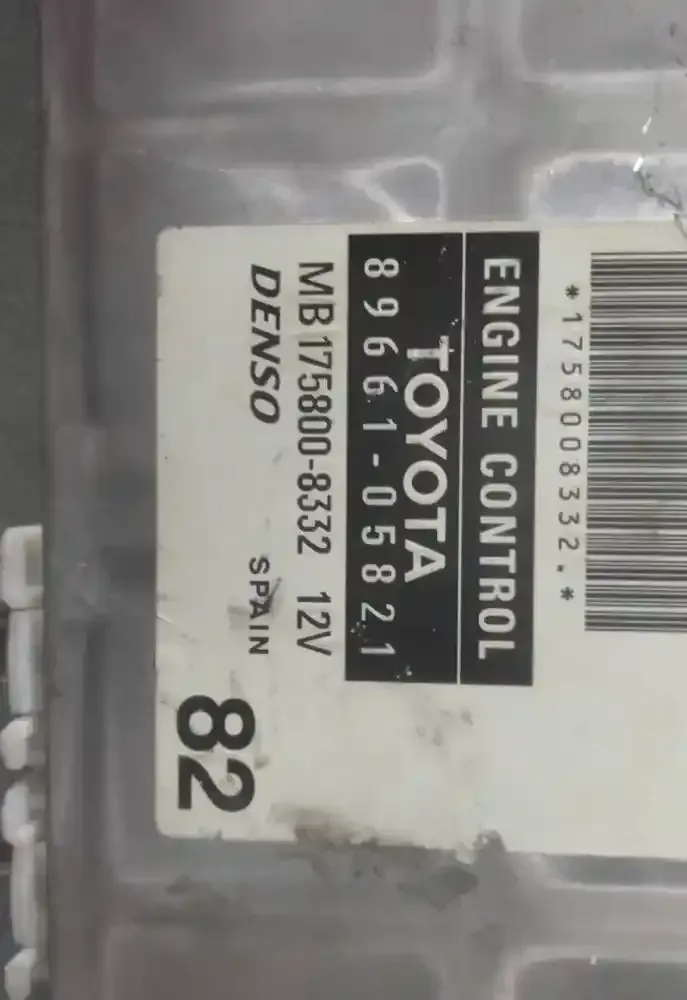 *1758008332.*
ENGINE CONTROL
TOYOTA
89661-05821
MB175800-8332 12V
DENSO SPAIN
82